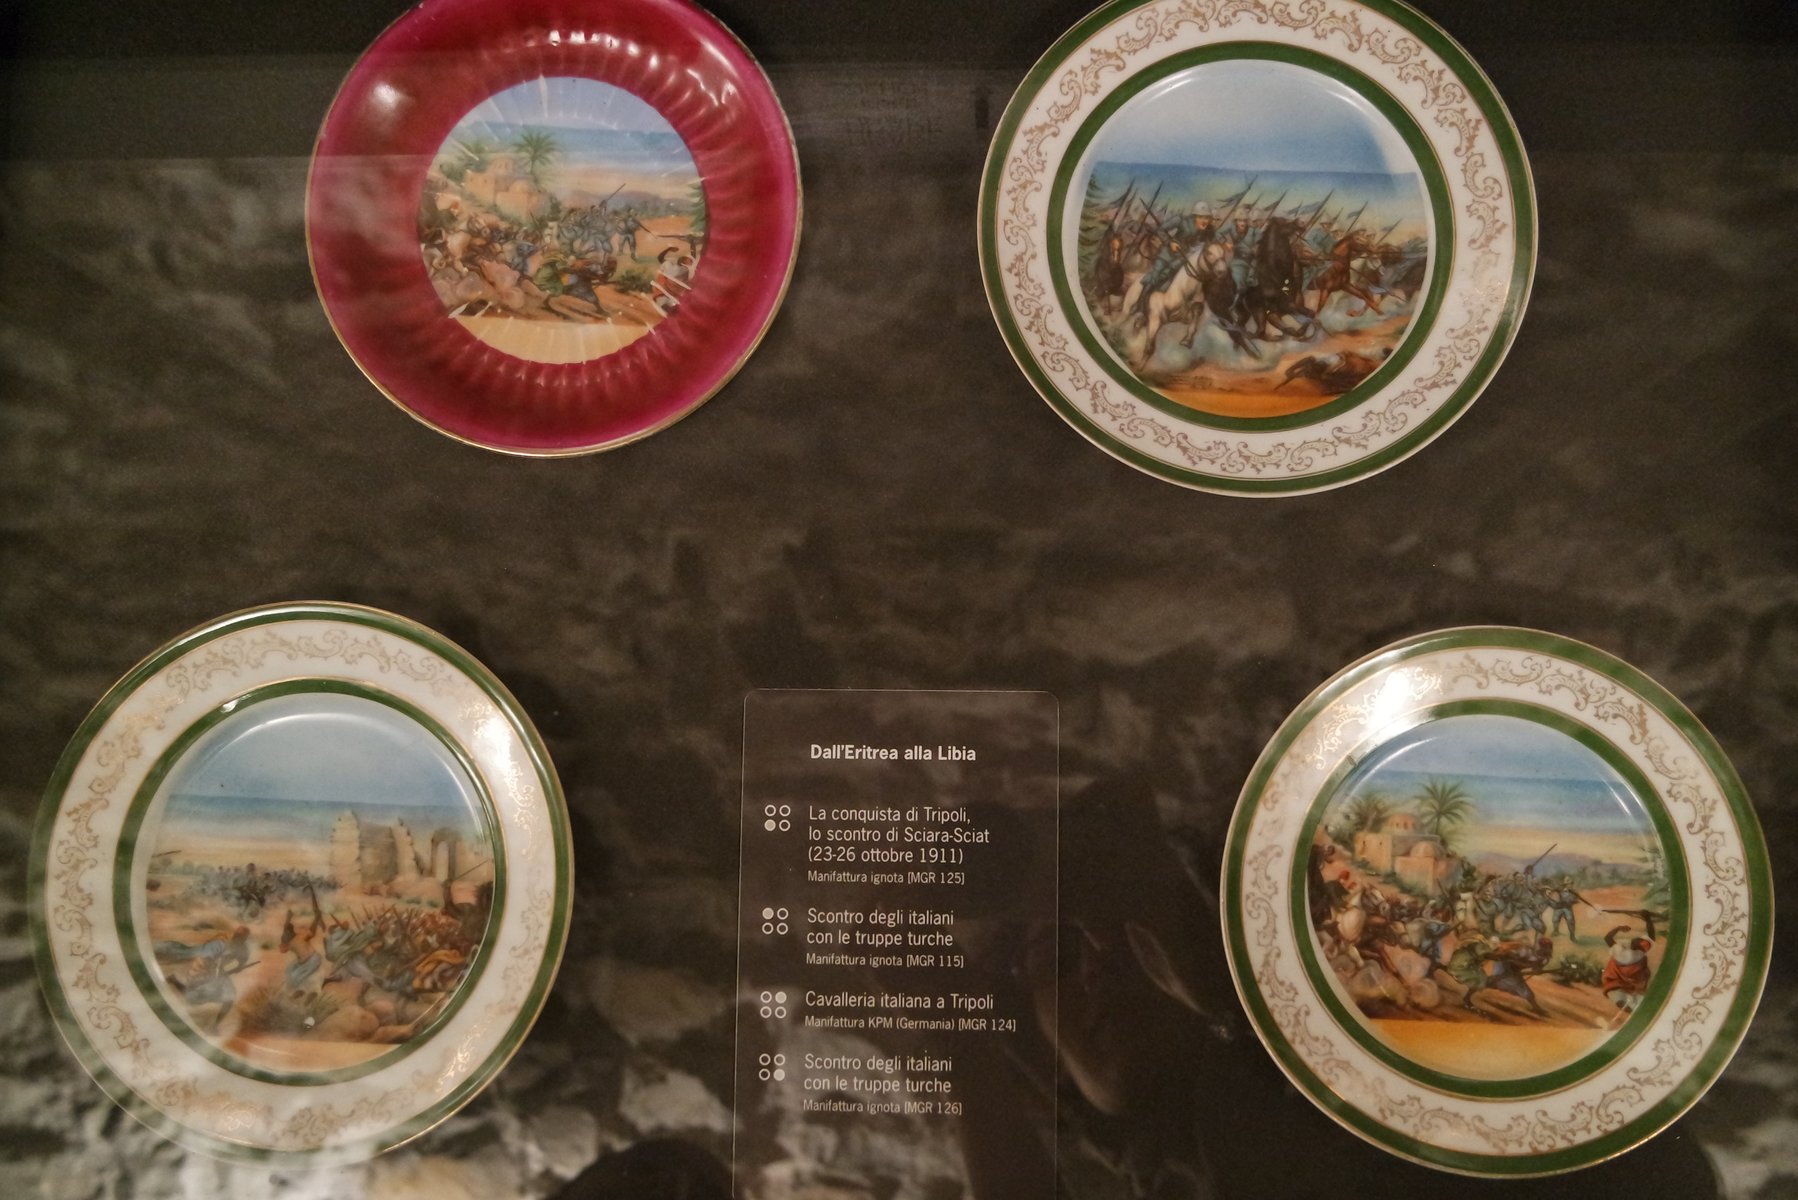 Dall'Eritrea alla Libia
La conquista di Tripoli,
lo scontro di Sciara-Sciat
(23-26 ottobre 1911)
Manifattura ignota [MGR 125]
Scontro degli italiani
con le truppe turche
Manifattura ignota [MGR 115]
Cavalleria italiana a Tripoli
Manifattura KPM (Germania) [MGR 124]
Scontro degli italiani
con le truppe turche
Manifattura ignota [MGR 126]